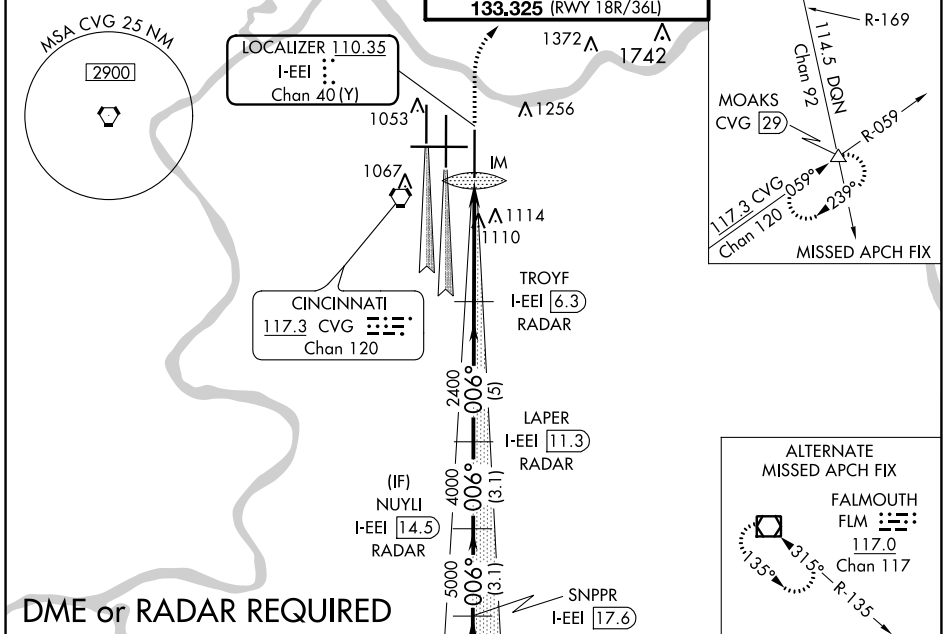 133.325 (RWY 18R/36L)
MSA CVG 25 NM
2900
LOCALIZER 110.35
I-EEI
Chan 40 (Y)
1372
1742
1053
1256
1067
IM
1114
1110
R-169
114.5 DQN
Chan 92
MOAKS
CVG 29
R-059
059°
239°
117.3 CVG
Chan 120
MISSED APCH FIX
CINCINNATI
117.3 CVG
Chan 120
TROYF
I-EEI 6.3
RADAR
2400
006°
(5)
LAPER
I-EEI 11.3
RADAR
4000
006°
(3.1)
(IF)
NUYLI
I-EEI 14.5
RADAR
5000
006°
(3.1)
SNPPR
I-EEI 17.6
ALTERNATE
MISSED APCH FIX
FALMOUTH
FLM
117.0
Chan 117
135°
315°
R-135
DME or RADAR REQUIRED